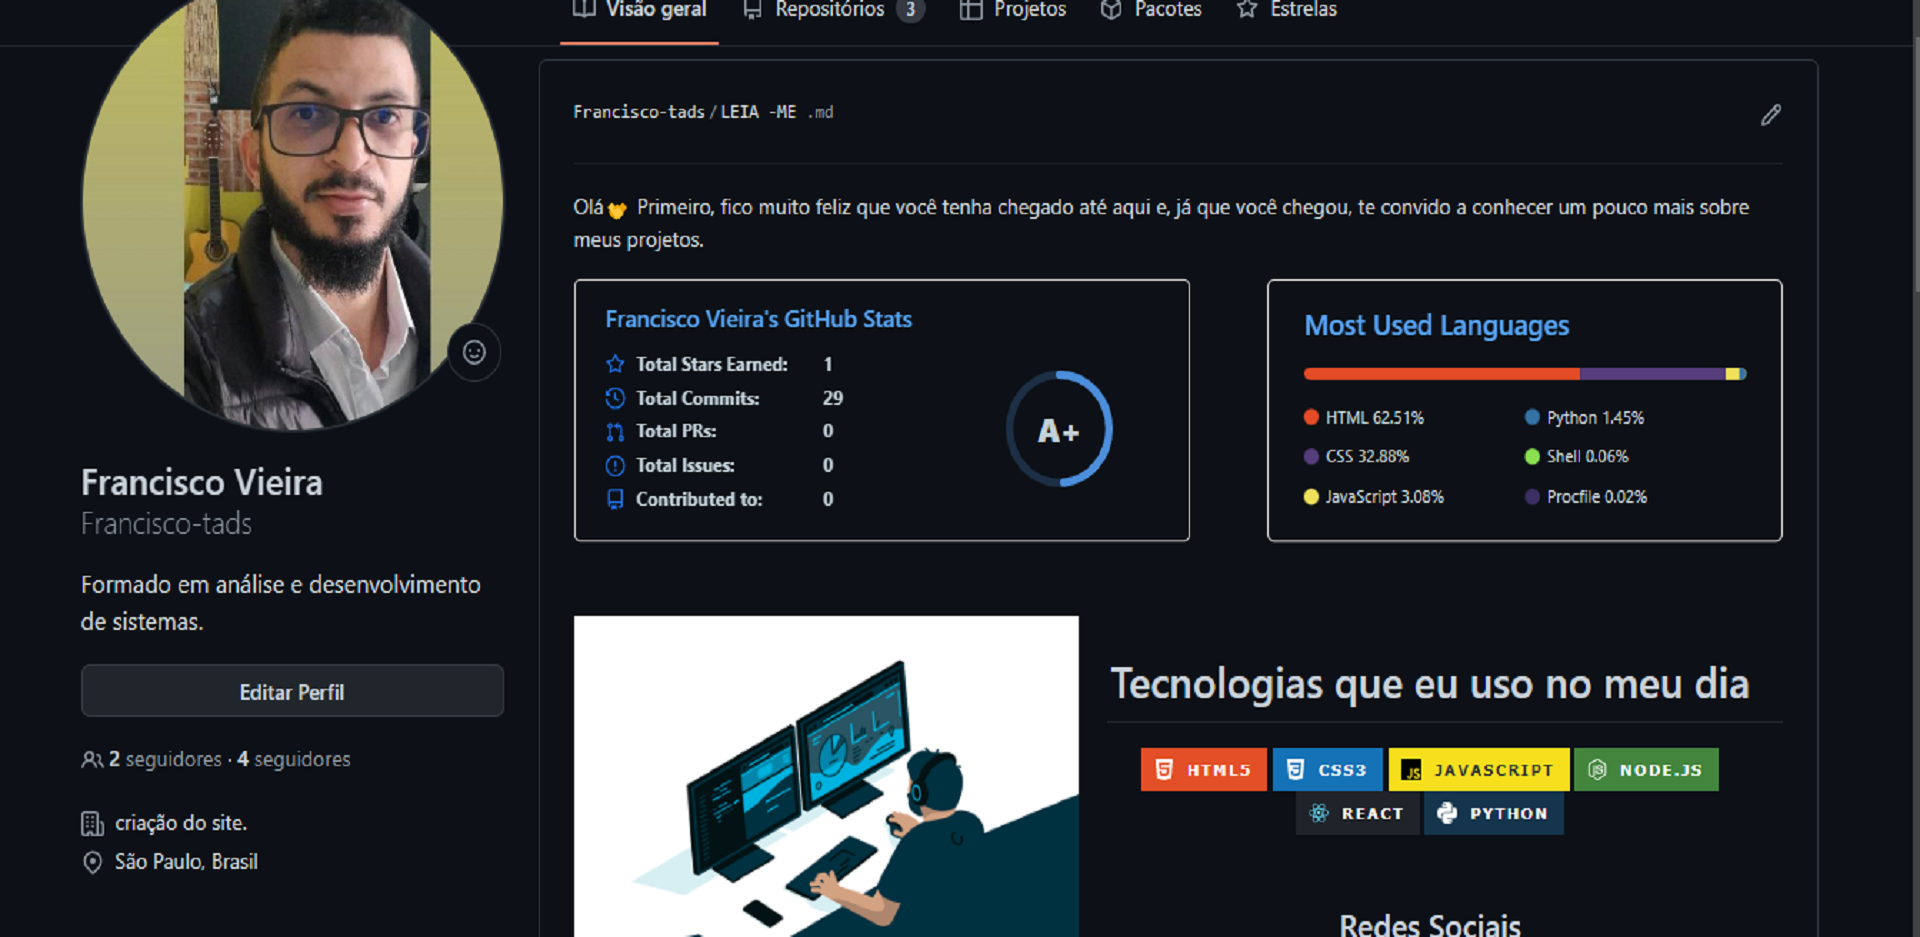 Visão geral
Repositórios 3
Projetos
Pacotes
Estrelas
Francisco Vieira
Francisco-tads
Formado em análise e desenvolvimento
de sistemas.
Editar Perfil
2 seguidores · 4 seguidores
criação do site.
São Paulo, Brasil
Francisco-tads/LEIA -ME .md
Olá Primeiro, fico muito feliz que você tenha chegado até aqui e, já que você chegou, te convido a conhecer um pouco mais sobre
meus projetos.
Francisco Vieira's GitHub Stats
Total Stars Earned: 1
Total Commits: 29
Total PRs: 0
Total Issues: 0
Contributed to: 0
A+
Most Used Languages
HTML 62.51%
CSS 32.88%
JavaScript 3.08%
Python 1.45%
Shell 0.06%
Procfile 0.02%
Tecnologias que eu uso no meu dia
HTML5
CSS3
JS JAVASCRIPT
NODE.JS
REACT
PYTHON
Redes Sociais